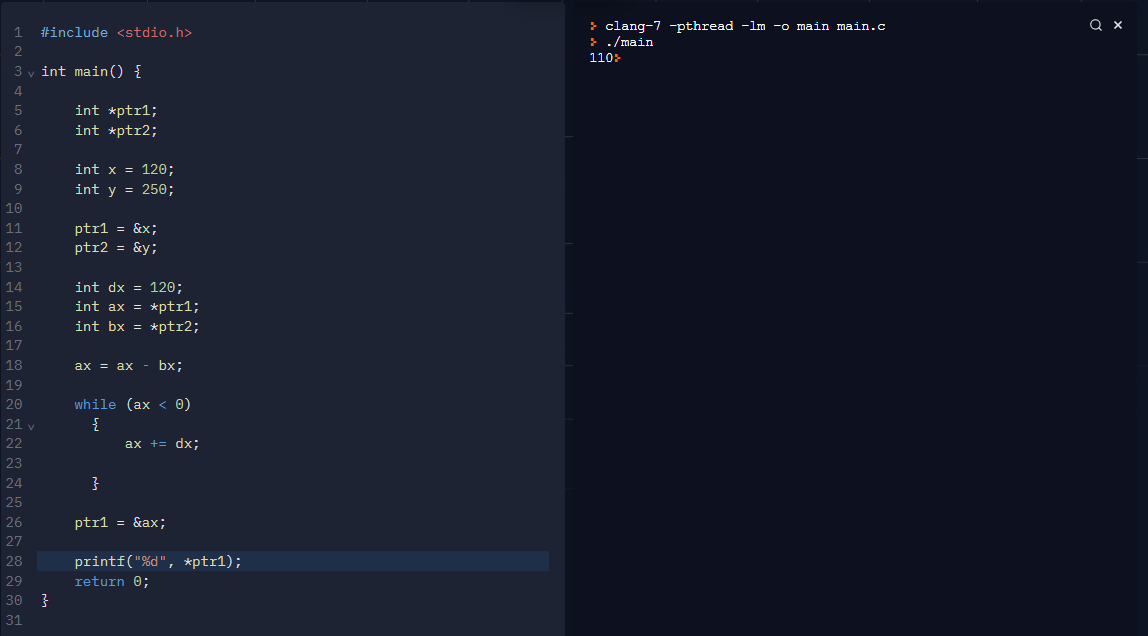 1 #include <stdio.h>
2
3 int main() {
4
5 int *ptr1;
6 int *ptr2;
7
8 int x = 120;
9 int y = 250;
10
11 ptr1 = &x;
12 ptr2 = &y;
13
14 int dx = 120;
15 int ax = *ptr1;
16 int bx = *ptr2;
17
18 ax = ax - bx;
19
20 while (ax < 0)
21 {
22 ax += dx;
23
24 }
25
26 ptr1 = &ax;
27
28 printf("%d", *ptr1);
29 return 0;
30 }
31
clang-7 -pthread -lm -o main main.c
./main
110